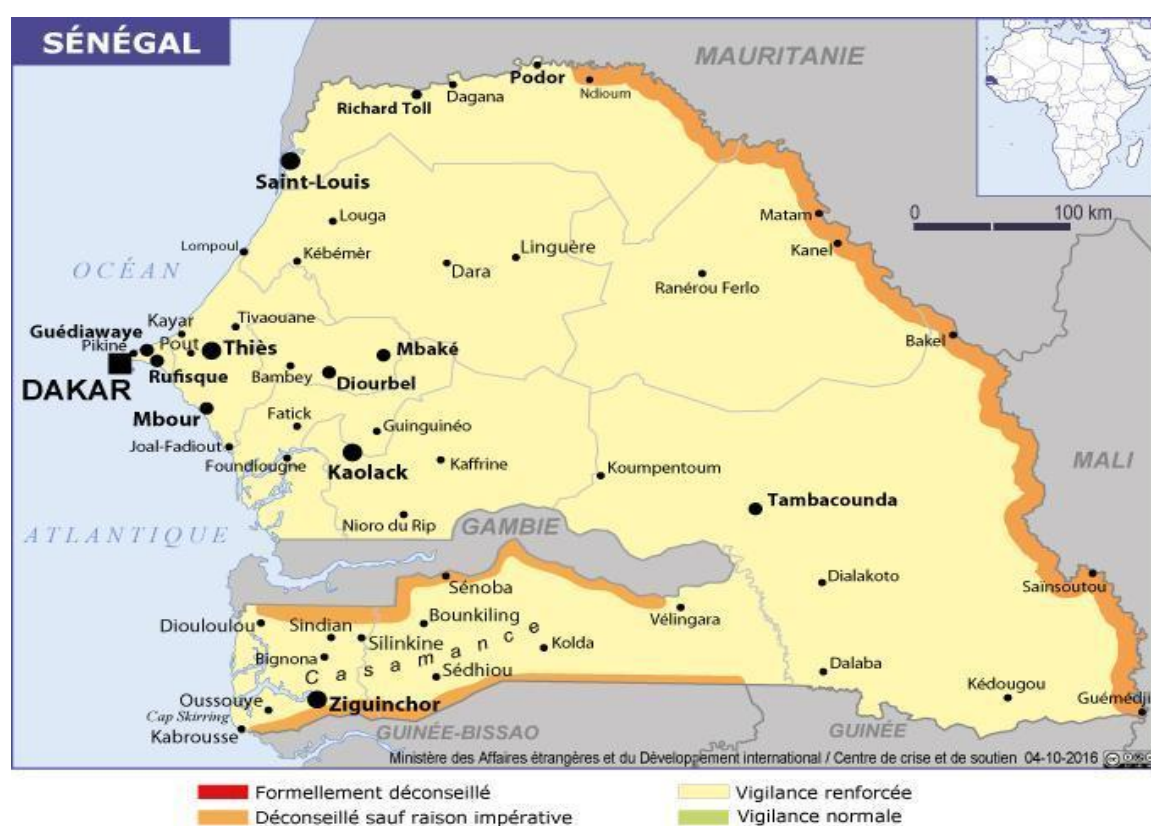 SÉNÉGAL
MAURITANIE
Podor
Dagana
Ndioum
Richard Toll
Saint-Louis
Louga
Matam
0 100 km
Lompoul
Kébémèr
Linguère
Dara
Kanel
OCÉAN
Ranérou Ferlo
Kayar
Tivaouane
Guédiawaye
Pikine
Pout
Thiès
Mbaké
Bakel
DAKAR
Rufisque
Bambey
Diourbel
Mbour
Fatick
Guinguinéo
Joal-Fadiout
Foundiougne
Kaolack
Kaffrine
Koumpentoum
MALI
Tambacounda
ATLANTIQUE
Nioro du Rip
GAMBIE
Sénoba
Dialakoto
Saïnsoutou
Diouloulou
Sindian
Bounkiling
Vélingara
Silinkine
Kolda
Bignona
Casamance
Sédhiou
Dalaba
Oussouye
Ziguinchor
Kédougou
Guémédji
Cap Skirring
Kabrousse
GUINÉE-BISSAO
GUINÉE
Ministère des Affaires étrangères et du Développement international / Centre de crise et de soutien 04-10-2016
Formellement déconseillé
Vigilance renforcée
Déconseillé sauf raison impérative
Vigilance normale